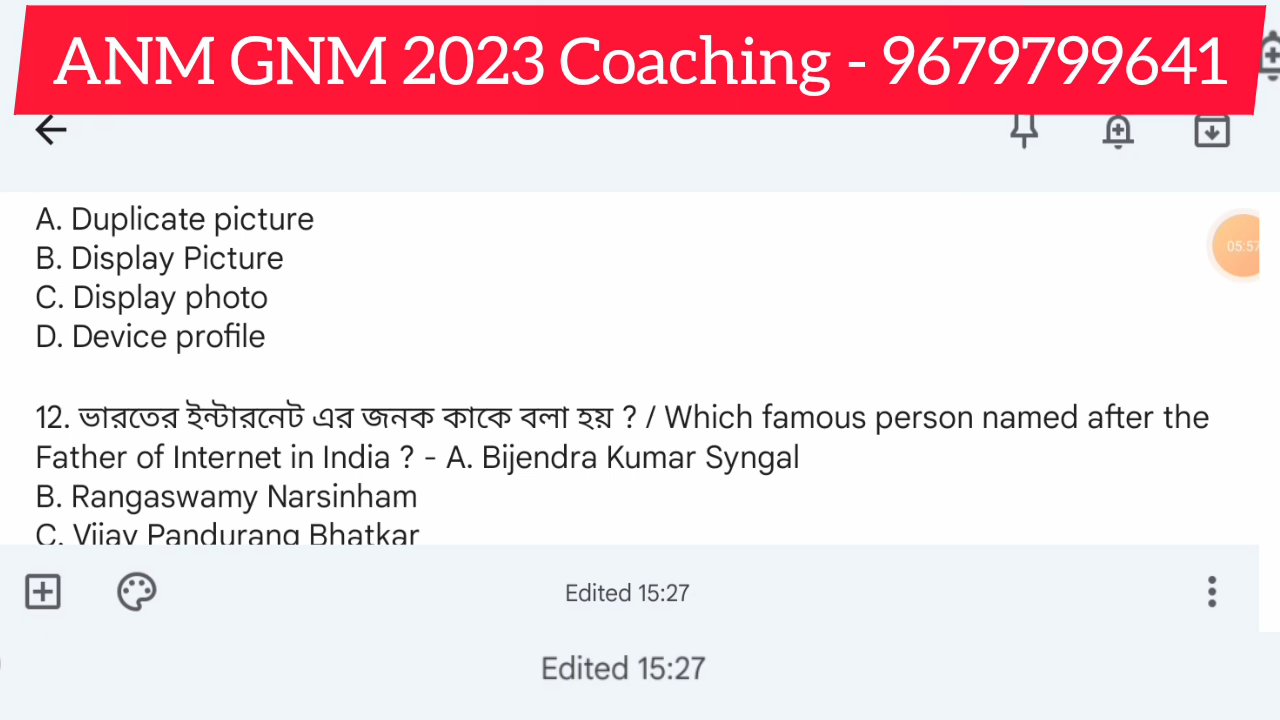 ANM GNM 2023 Coaching - 9679799641
A. Duplicate picture
B. Display Picture
C. Display photo
D. Device profile
05:57
12. ভারতের ইন্টারনেট এর জনক কাকে বলা হয় ? / Which famous person named after the
Father of Internet in India ? - A. Bijendra Kumar Syngal
B. Rangaswamy Narsinham
C. Vijay Pandurang Bhatkar
Edited 15:27
Edited 15:27